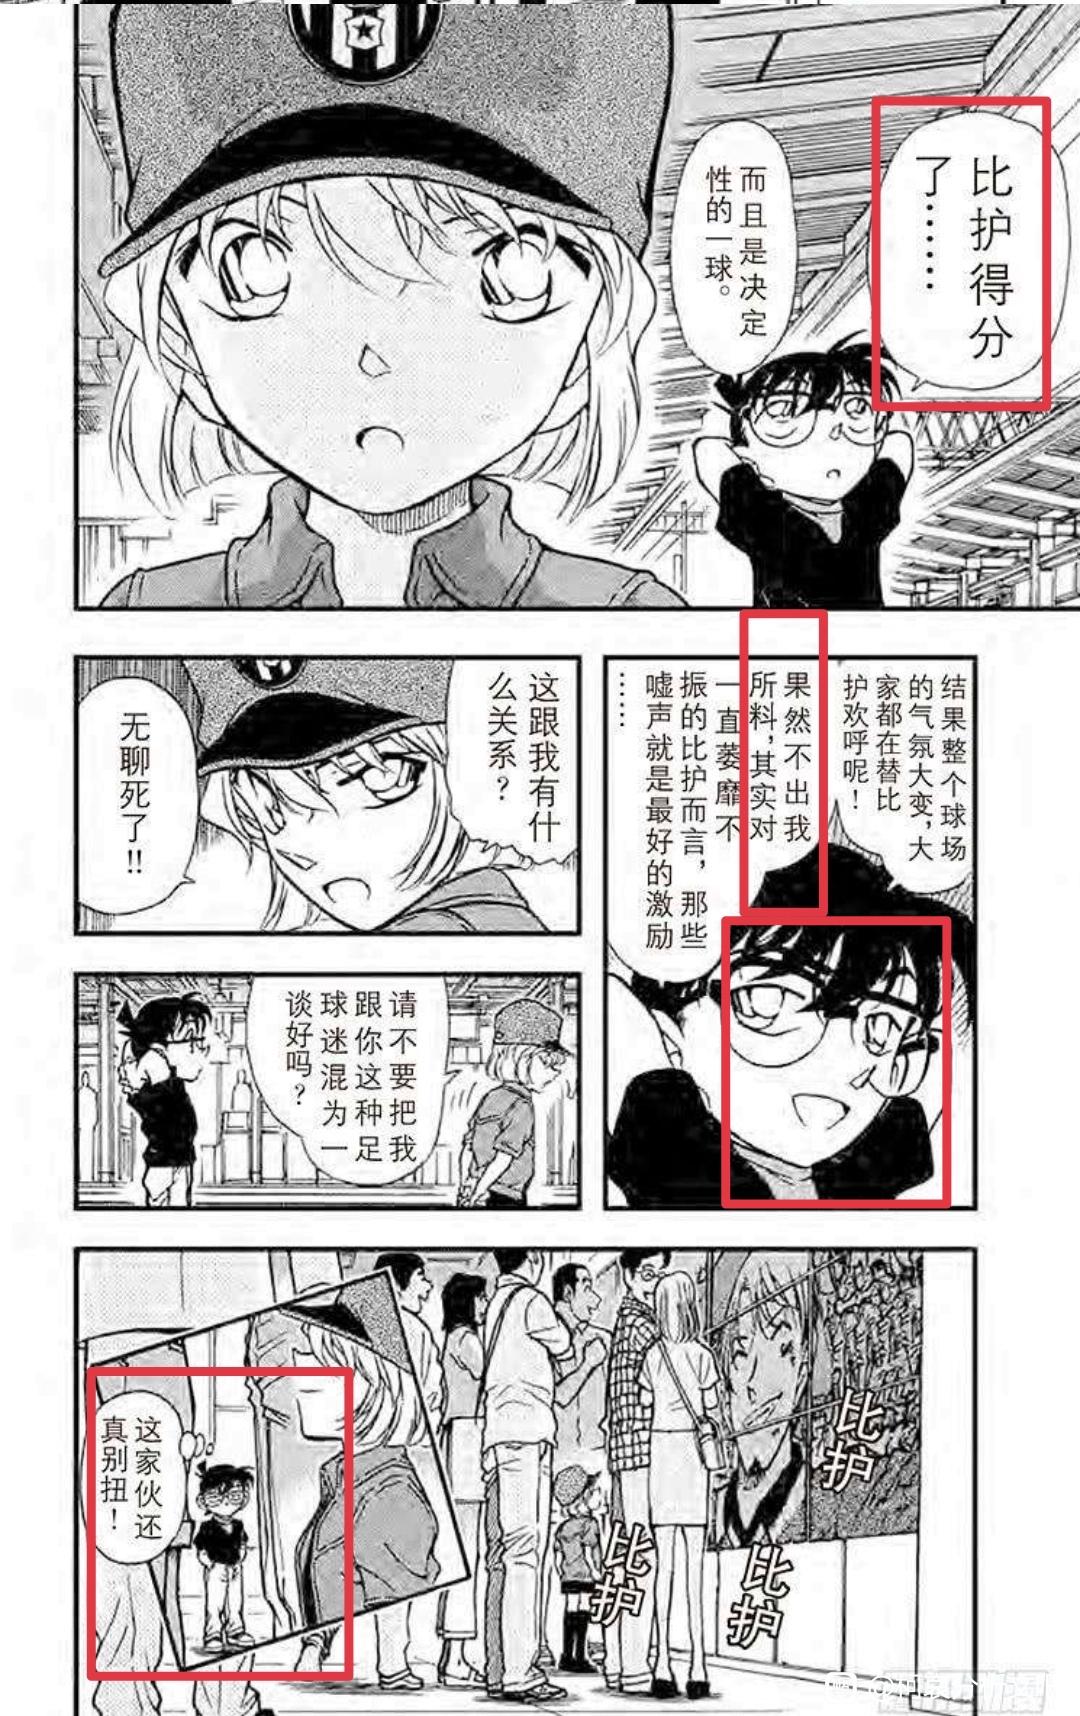 比护得分
了……
而且是决定
性的一球。
结果整个球场
的气氛大变，大
家都在替比
护欢呼呢！
果然不出我
所料，其实对
一直萎靡不
振的比护而言，那些
嘘声就是最好的激励
……
这跟我有什
么关系？
无聊死了!!
请不要把我
跟你这种足
球迷混为一
谈好吗？
这家伙还
真别扭！
比护
比护
比护